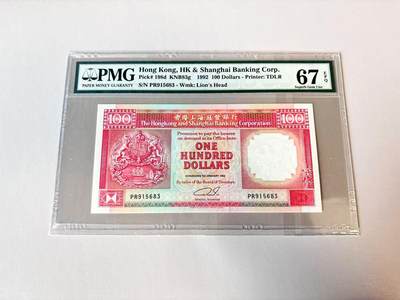 PMG
PAPER MONEY GUARANTY
Hong Kong, HK & Shanghai Banking Corp.
Pick# 198d KNB83g 1992 100 Dollars - Printer: TDLR
S/N PR915683 - Wmk: Lion's Head
67 EPQ
Superb Gem Unc
100 香港上海滙豐銀行 100
The Hongkong and Shanghai Banking Corporation
Promises to pay the bearer
on demand at its Office here
ONE
HUNDRED
DOLLARS
By order of the Board of Directors
PR915683 PR915683